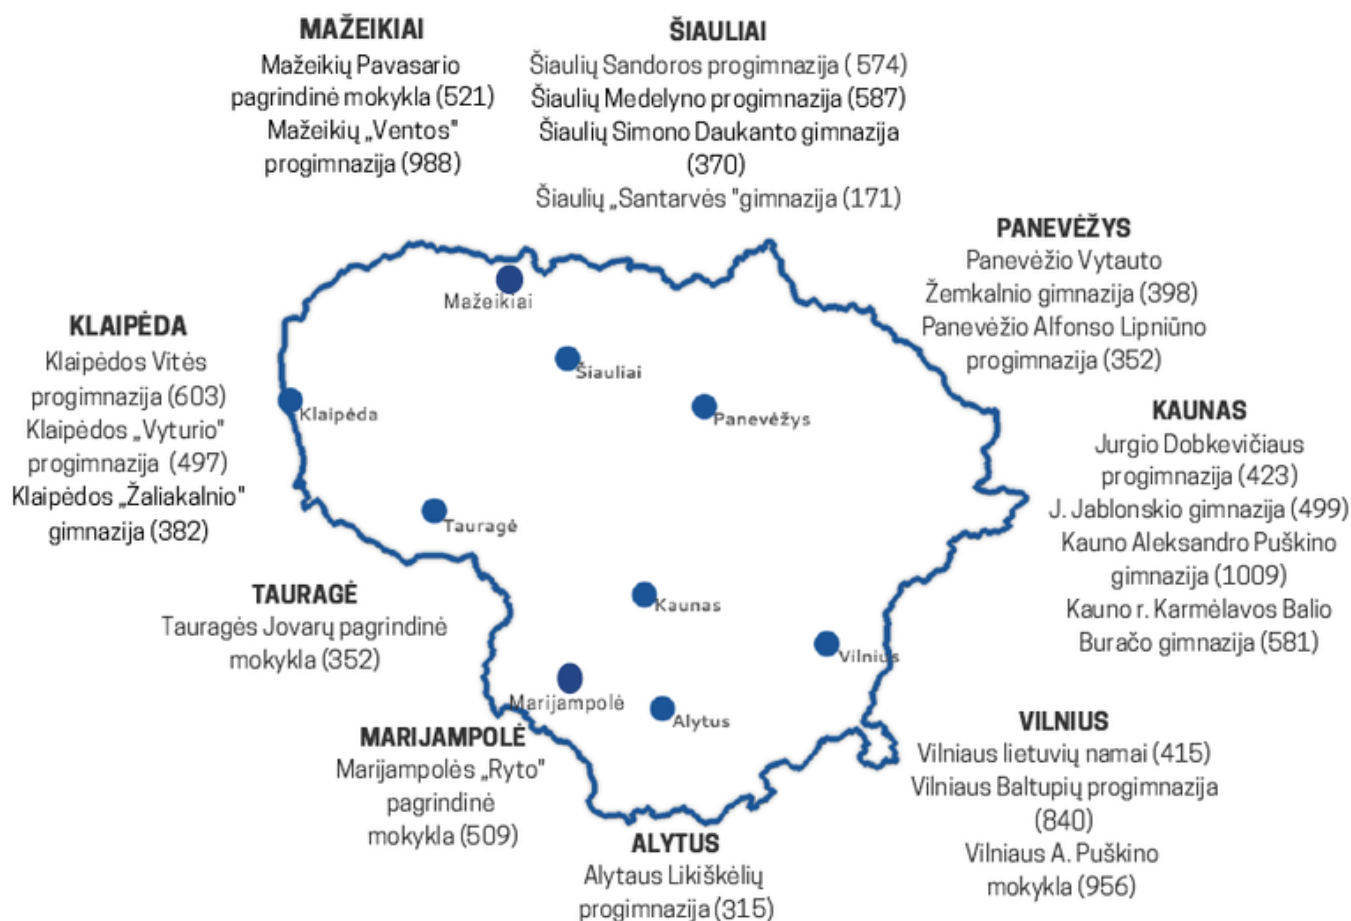 MAŽEIKIAI
Mažeikių Pavasario
pagrindinė mokykla (521)
Mažeikių „Ventos"
progimnazija (988)
ŠIAULIAI
Šiaulių Sandoros progimnazija ( 574)
Šiaulių Medelyno progimnazija (587)
Šiaulių Simono Daukanto gimnazija
(370)
Šiaulių „Santarvės "gimnazija (171)
PANEVĖŽYS
Panevėžio Vytauto
Žemkalnio gimnazija (398)
Panevėžio Alfonso Lipniūno
progimnazija (352)
KLAIPĖDA
Klaipėdos Vitės
progimnazija (603)
Klaipėdos „Vyturio"
progimnazija (497)
Klaipėdos „Žaliakalnio"
gimnazija (382)
KAUNAS
Jurgio Dobkevičiaus
progimnazija (423)
J. Jablonskio gimnazija (499)
Kauno Aleksandro Puškino
gimnazija (1009)
Kauno r. Karmėlavos Balio
Buračo gimnazija (581)
Mažeikiai
Šiauliai
Klaipėda
Panevėžys
Tauragė
Kaunas
Vilnius
Marijampolė
Alytus
TAURAGĖ
Tauragės Jovarų pagrindinė
mokykla (352)
MARIJAMPOLĖ
Marijampolės „Ryto"
pagrindinė
mokykla (509)
ALYTUS
Alytaus Likiškėlių
progimnazija (315)
VILNIUS
Vilniaus lietuvių namai (415)
Vilniaus Baltupių progimnazija
(840)
Vilniaus A. Puškino
mokykla (956)